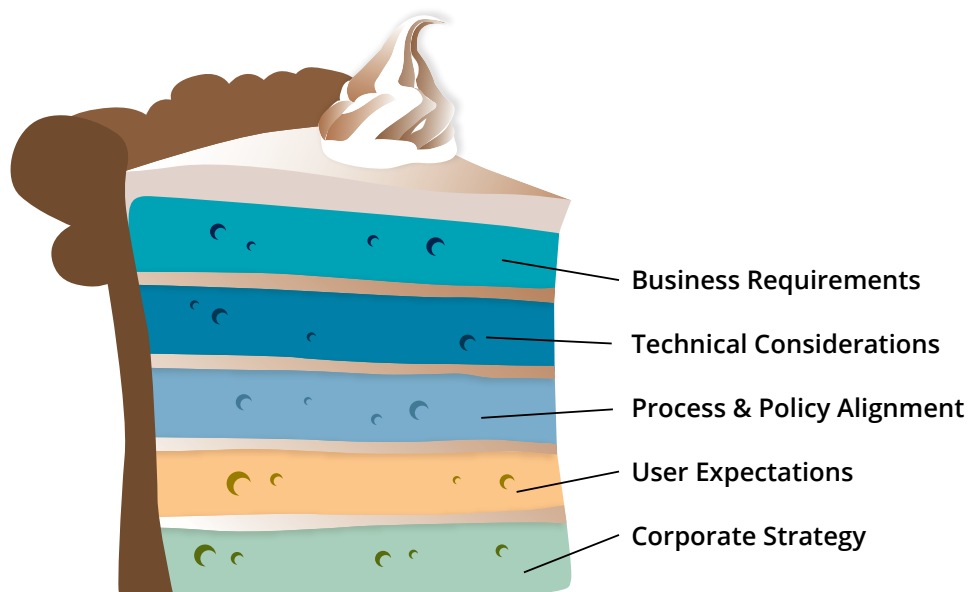 Business Requirements
Technical Considerations
Process & Policy Alignment
User Expectations
Corporate Strategy